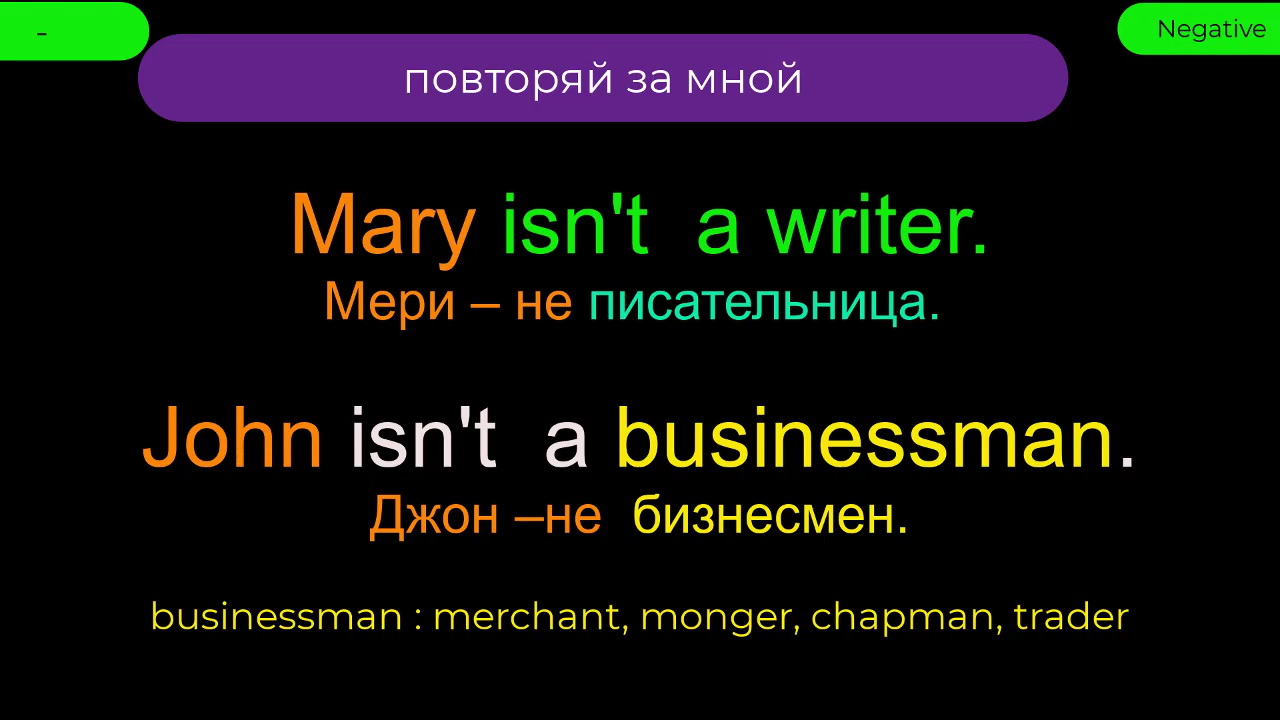 -
Negative
повторяй за мной
Mary isn't a writer.
Мери – не писательница.
John isn't a businessman.
Джон –не бизнесмен.
businessman : merchant, monger, chapman, trader